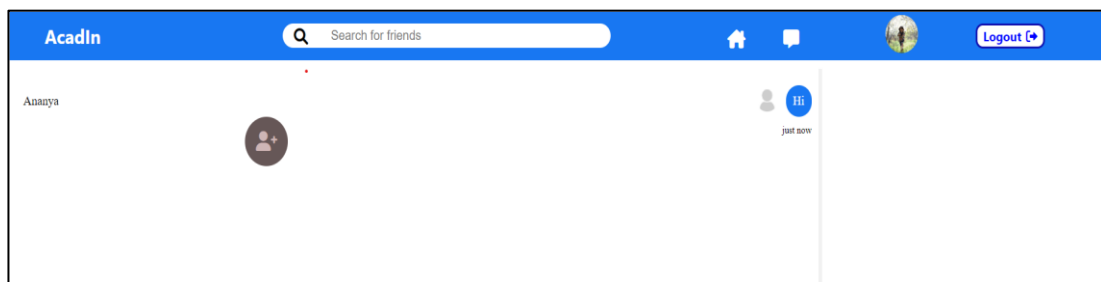 AcadIn
Search for friends
Logout
Ananya
Hi
just now